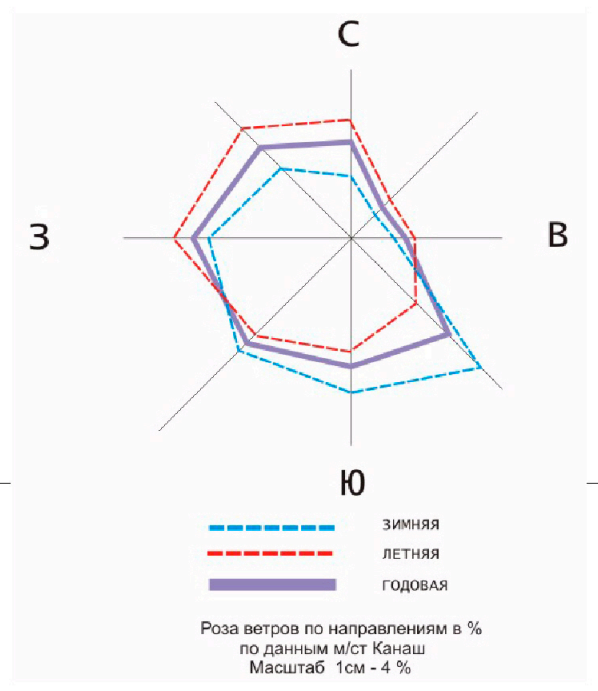 С
З
В
Ю
ЗИМНЯЯ
ЛЕТНЯЯ
ГОДОВАЯ
Роза ветров по направлениям в %
по данным м/ст Канаш
Масштаб 1см - 4 %